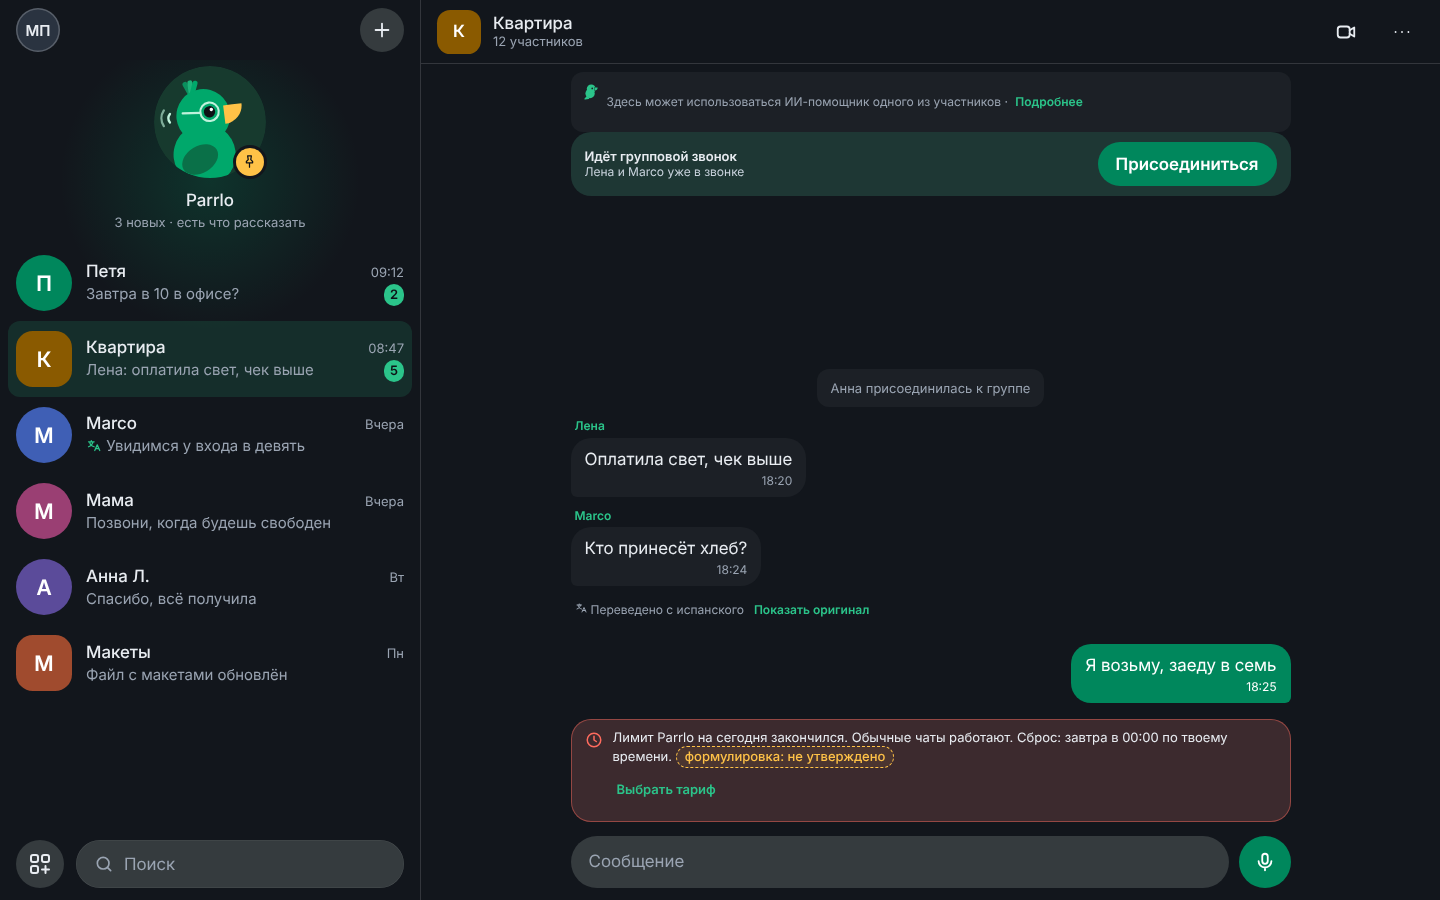 МП
Parrlo
3 новых · есть что рассказать
П
Петя
09:12
Завтра в 10 в офисе?
2
К
Квартира
08:47
Лена: оплатила свет, чек выше
5
M
Marco
Вчера
Увидимся у входа в девять
М
Мама
Вчера
Позвони, когда будешь свободен
А
Анна Л.
Вт
Спасибо, всё получила
М
Макеты
Пн
Файл с макетами обновлён
Поиск
К
Квартира
12 участников
Здесь может использоваться ИИ-помощник одного из участников · Подробнее
Идёт групповой звонок
Лена и Marco уже в звонке
Присоединиться
Анна присоединилась к группе
Лена
Оплатила свет, чек выше
18:20
Marco
Кто принесёт хлеб?
18:24
Переведено с испанского Показать оригинал
Я возьму, заеду в семь
18:25
Лимит Parrlo на сегодня закончился. Обычные чаты работают. Сброс: завтра в 00:00 по твоему
времени. формулировка: не утверждено
Выбрать тариф
Сообщение